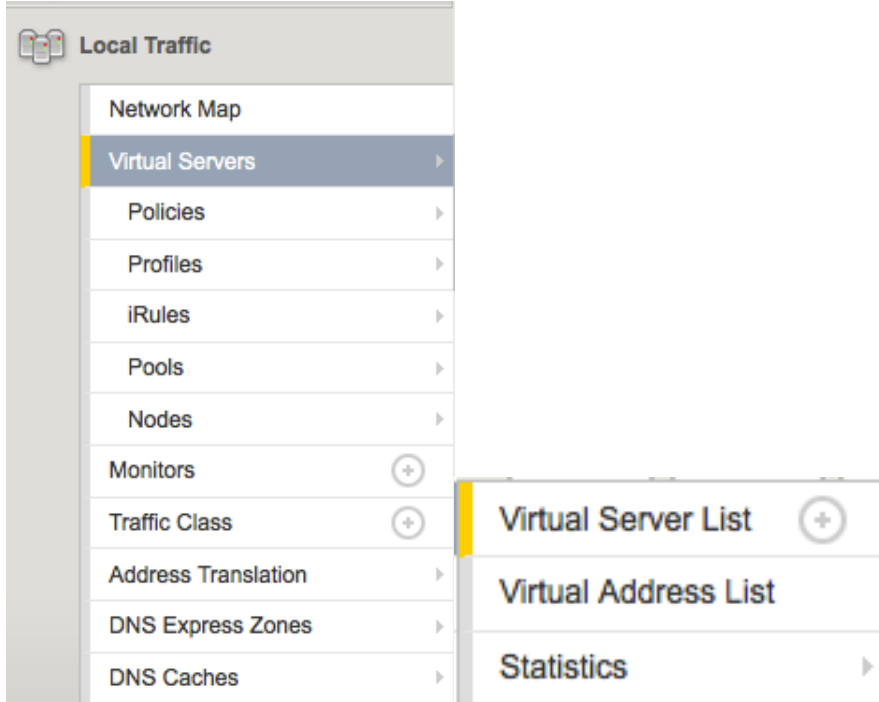 Local Traffic
Network Map
Virtual Servers
Policies
Profiles
iRules
Pools
Nodes
Monitors
Traffic Class
Address Translation
DNS Express Zones
DNS Caches
Virtual Server List
Virtual Address List
Statistics